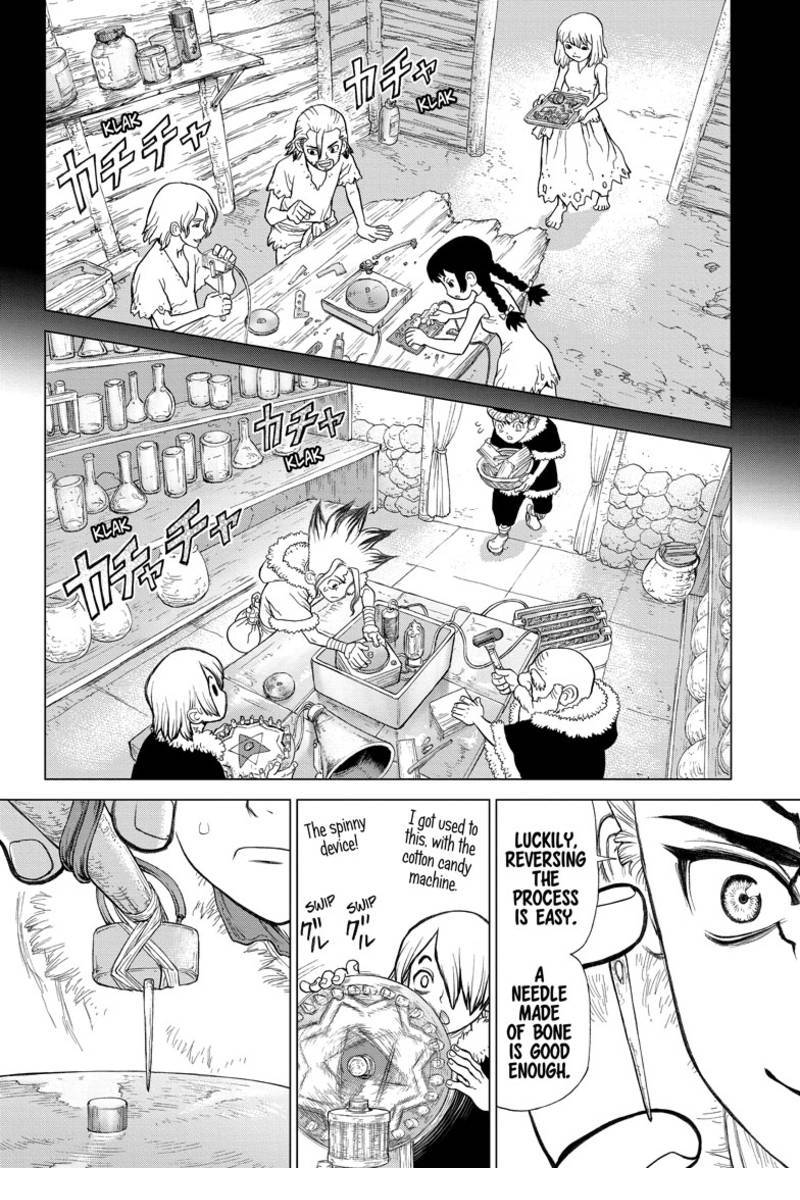 カチャ
KLAK
KLAK
カチチャ
KLAK
カチャ
KLAK
KLAK
カチャチャ
LUCKILY,
REVERSING
THE
PROCESS
IS EASY.
A
NEEDLE
MADE
OF BONE
IS GOOD
ENOUGH.
I got used to
this, with the
cotton candy
machine.
The spinny
device!
SWIP
グル
SWIP
グル